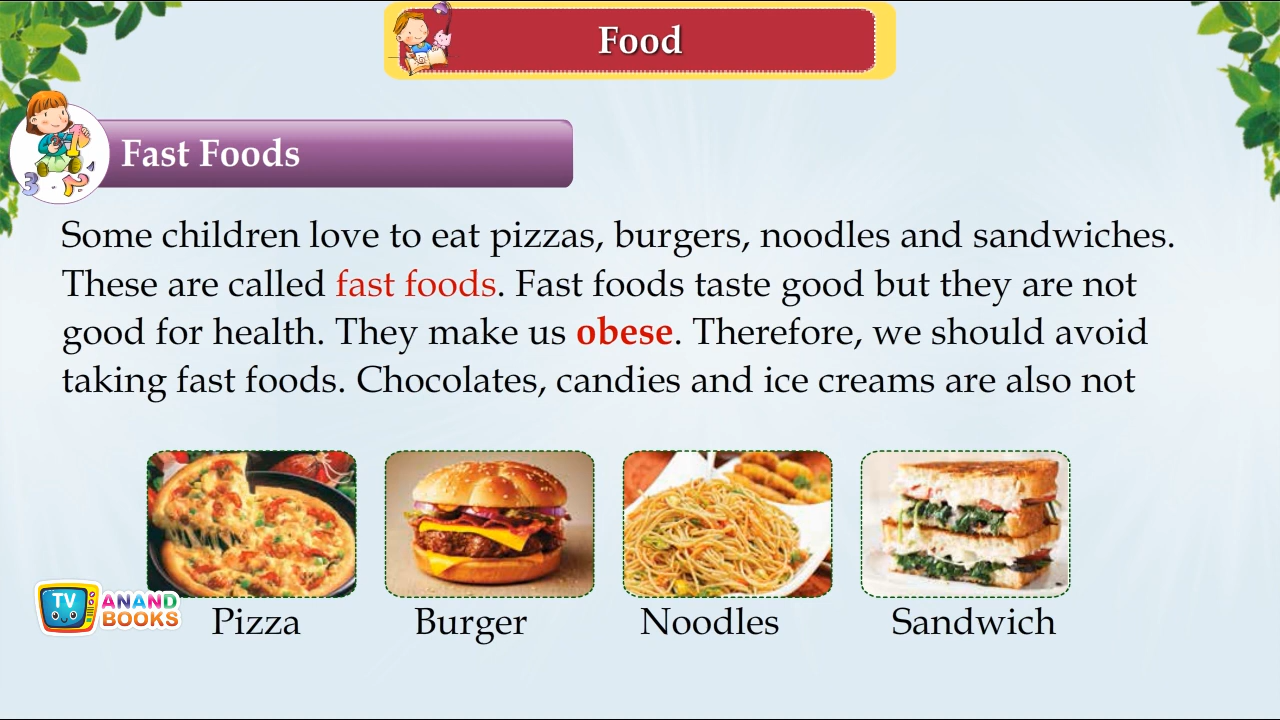 Food
Fast Foods
Some children love to eat pizzas, burgers, noodles and sandwiches.
These are called fast foods. Fast foods taste good but they are not
good for health. They make us obese. Therefore, we should avoid
taking fast foods. Chocolates, candies and ice creams are also not
TV ANAND
BOOKS
Pizza Burger Noodles Sandwich